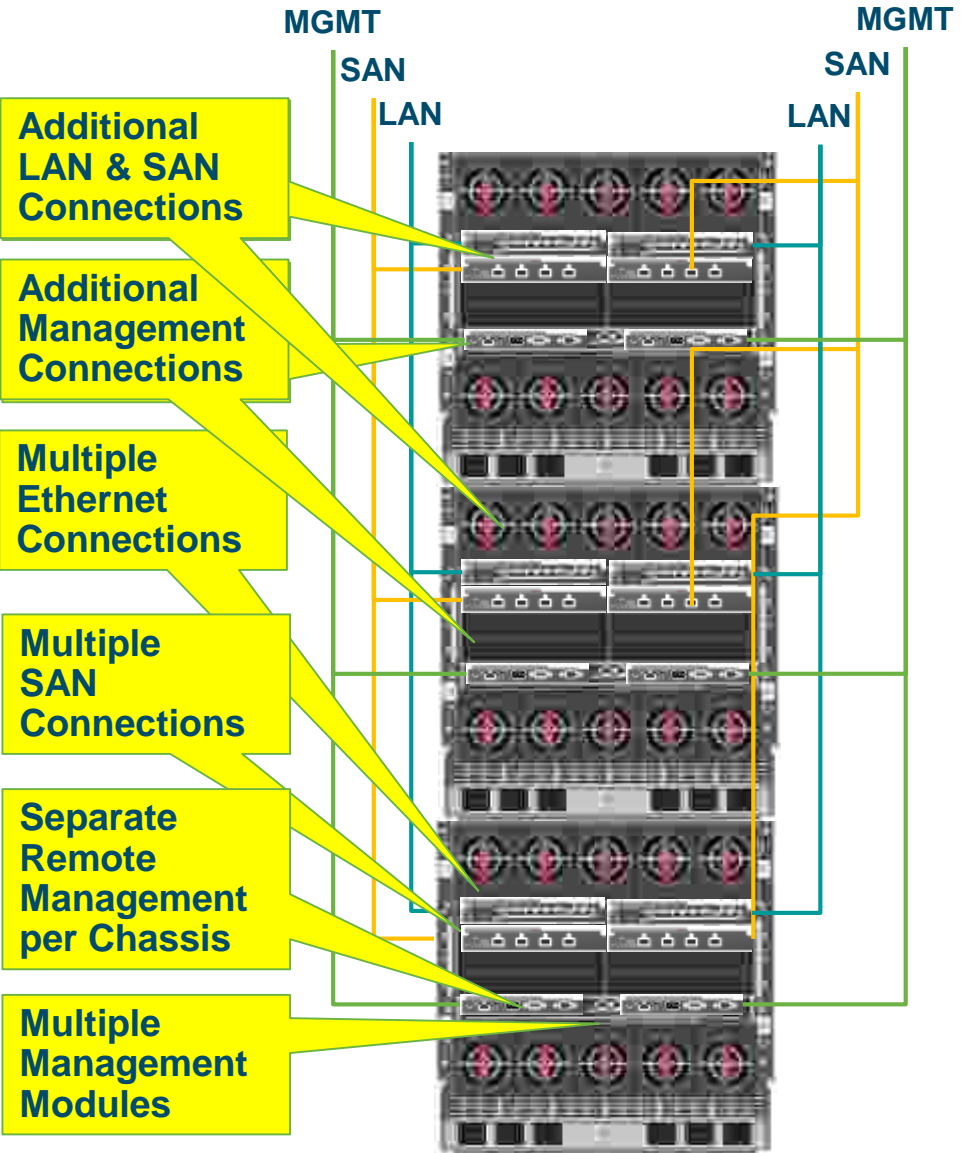 MGMT
MGMT
SAN
SAN
LAN
LAN
Additional
LAN & SAN
Connections
Additional
Management
Connections
Multiple
Ethernet
Connections
Multiple
SAN
Connections
Separate
Remote
Management
per Chassis
Multiple
Management
Modules